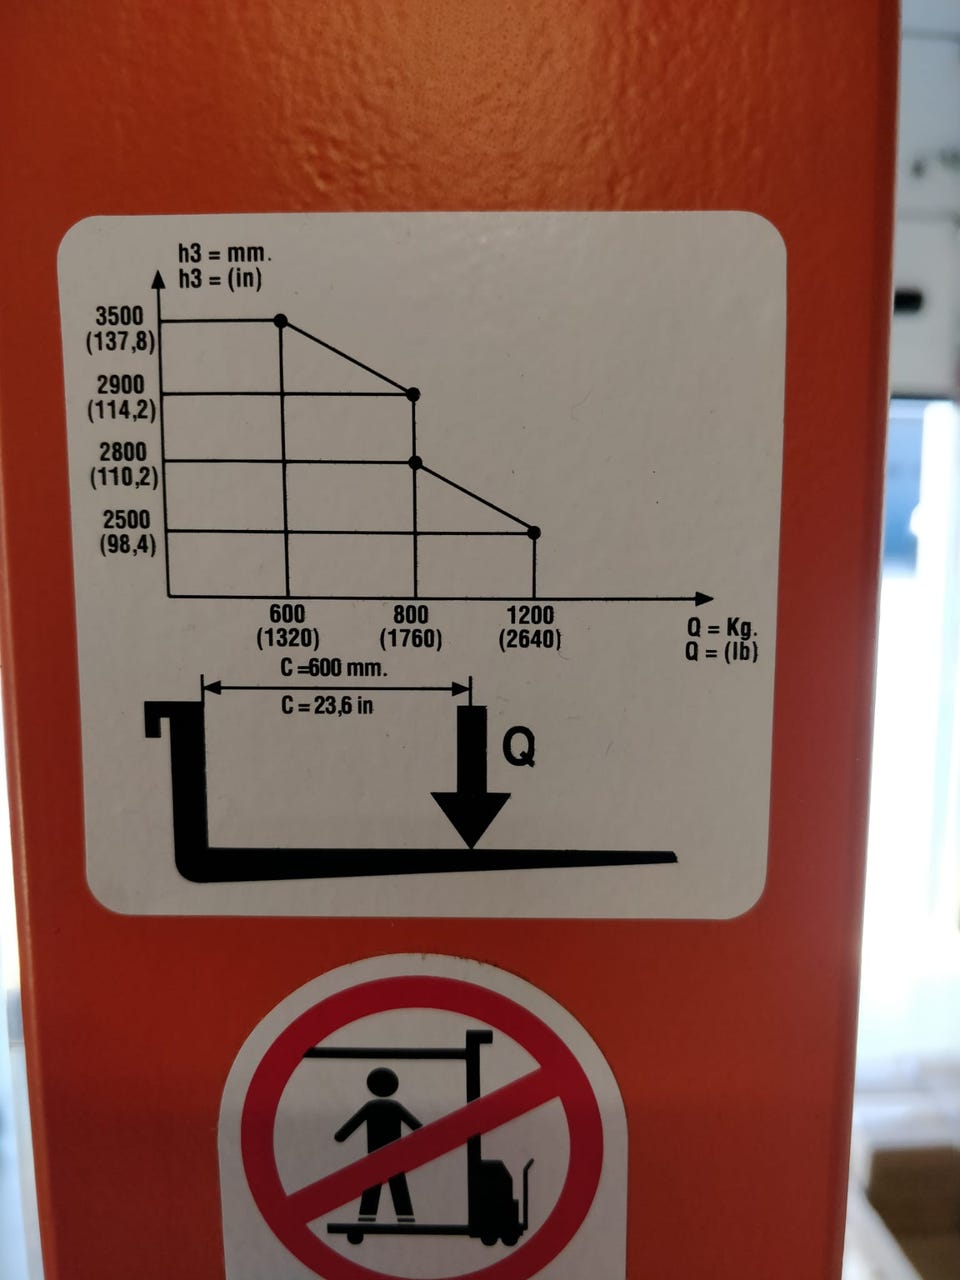 h3 = mm.
h3 = (in)
3500
(137,8)
2900
(114,2)
2800
(110,2)
2500
(98,4)
600
(1320)
800
(1760)
1200
(2640)
Q = Kg.
Q = (lb)
C =600 mm.
C = 23,6 in
Q